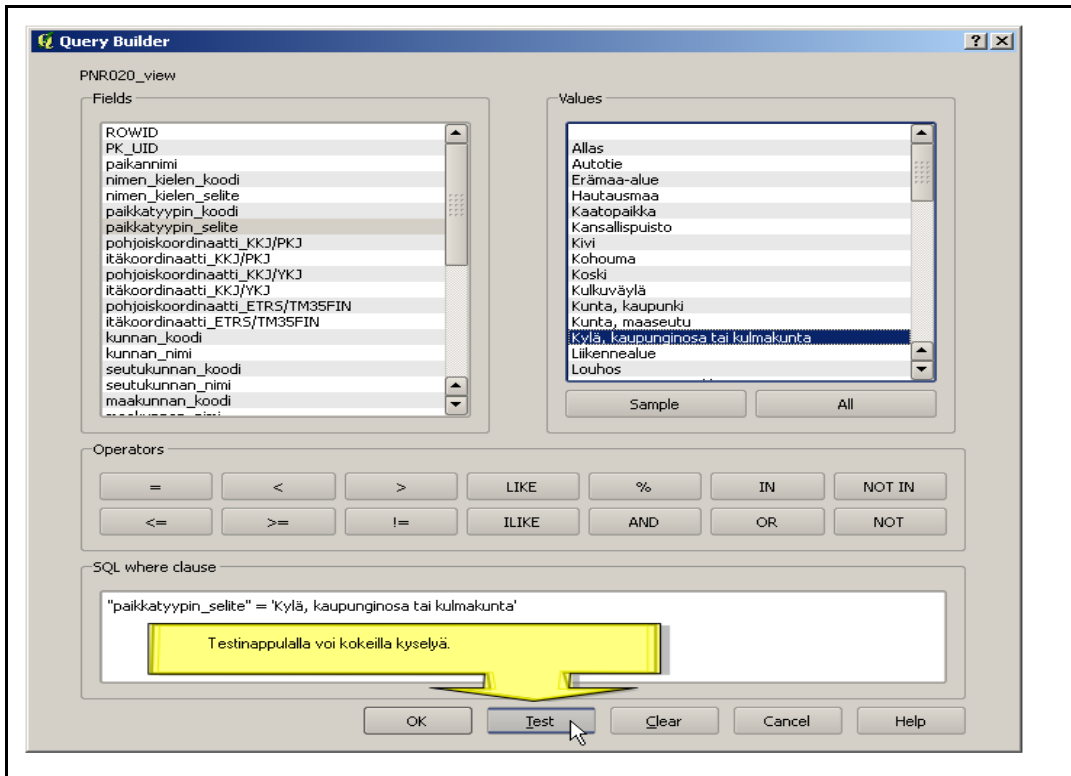 Query Builder
PNR020_view
Fields
ROWID
PK_UID
paikannimi
nimen_kielen_koodi
nimen_kielen_selite
paikkatyypin_koodi
paikkatyypin_selite
pohjoiskoordinaatti_KKJ/PKJ
itäkoordinaatti_KKJ/PKJ
pohjoiskoordinaatti_KKJ/YKJ
itäkoordinaatti_KKJ/YKJ
pohjoiskoordinaatti_ETRS/TM35FIN
itäkoordinaatti_ETRS/TM35FIN
kunnan_koodi
kunnan_nimi
seutukunnan_koodi
seutukunnan_nimi
maakunnan_koodi
Values
Allas
Autotie
Erämaa-alue
Hautausmaa
Kaatopaikka
Kansallispuisto
Kivi
Kohouma
Koski
Kulkuväylä
Kunta, kaupunki
Kunta, maaseutu
Kylä, kaupunginosa tai kulmakunta
Liikennealue
Louhos
Sample All
Operators
= < > LIKE % IN NOT IN
<= >= != ILIKE AND OR NOT
SQL where clause
"paikkatyypin_selite" = 'Kylä, kaupunginosa tai kulmakunta'
Testinappulalla voi kokeilla kyselyä.
OK Test Clear Cancel Help